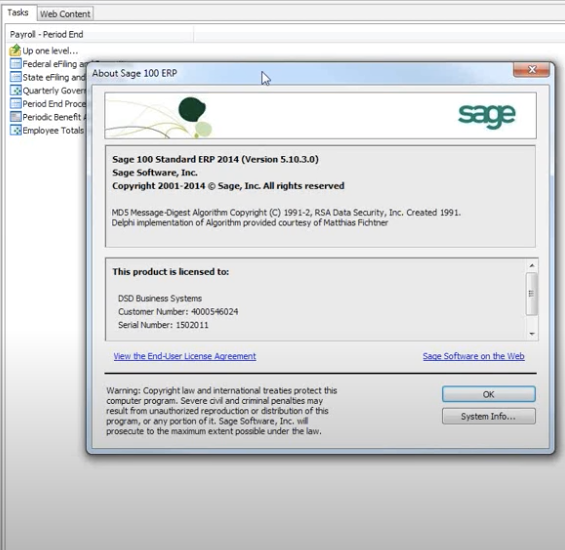 Tasks
Web Content
Payroll - Period End
Up one level...
Federal eFiling an
State eFiling and
Quarterly Gover
Period End Proce
Periodic Benefit
Employee Totals
About Sage 100 ERP
sage
Sage 100 Standard ERP 2014 (Version 5.10.3.0)
Sage Software, Inc.
Copyright 2001-2014 © Sage, Inc. All rights reserved
MD5 Message-Digest Algorithm Copyright (C) 1991-2, RSA Data Security, Inc. Created 1991.
Delphi implementation of Algorithm provided courtesy of Matthias Fichtner
This product is licensed to:
DSD Business Systems
Customer Number: 4000546024
Serial Number: 1502011
View the End-User License Agreement
Sage Software on the Web
Warning: Copyright law and international treaties protect this
computer program. Severe civil and criminal penalties may
result from unauthorized reproduction or distribution of this
program, or any portion of it. Sage Software, Inc. will
prosecute to the maximum extent possible under the law.
OK
System Info...